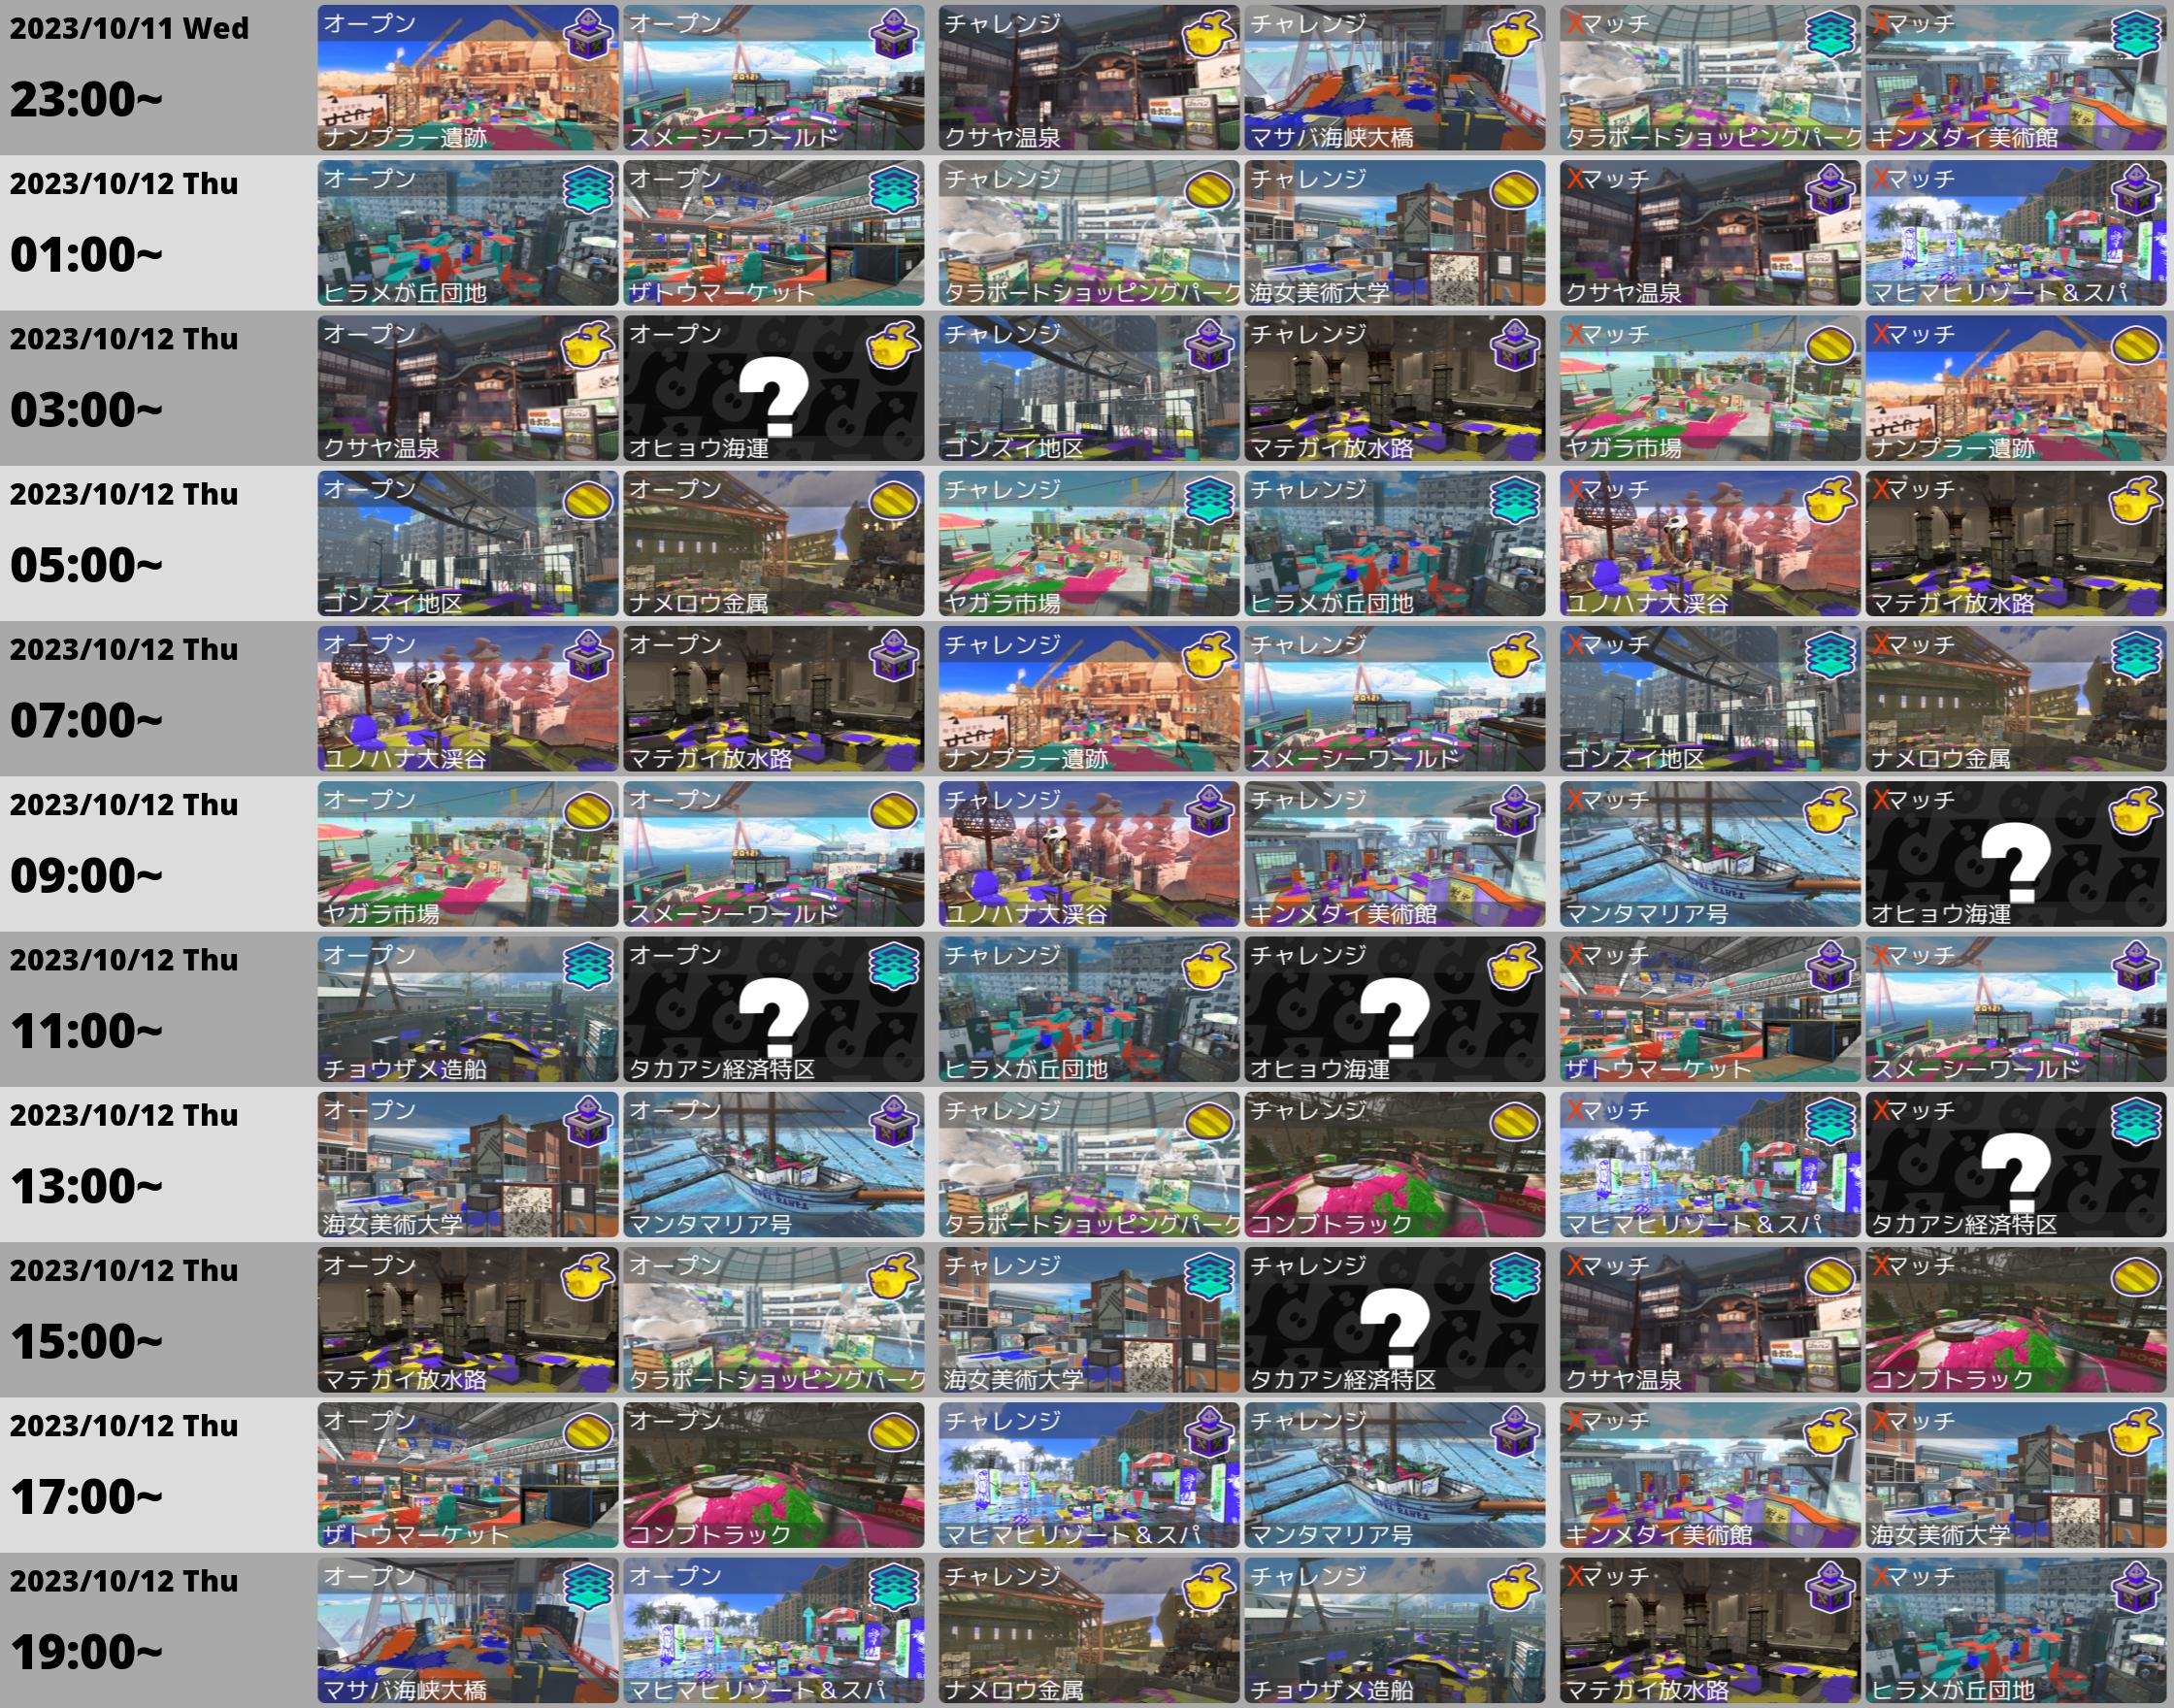 2023/10/11 Wed
23:00~
オープン
ナンプラー遺跡
オープン
スメーシーワールド
チャレンジ
クサヤ温泉
チャレンジ
マサバ海峡大橋
Xマッチ
タラポートショッピングパーク
Xマッチ
キンメダイ美術館
2023/10/12 Thu
01:00~
オープン
ヒラメが丘団地
オープン
ザトウマーケット
チャレンジ
タラポートショッピングパーク
チャレンジ
海女美術大学
Xマッチ
クサヤ温泉
Xマッチ
マヒマヒリゾート＆スパ
2023/10/12 Thu
03:00~
オープン
クサヤ温泉
オープン
?
オヒョウ海運
チャレンジ
ゴンズイ地区
チャレンジ
マテガイ放水路
Xマッチ
ヤガラ市場
Xマッチ
ナンプラー遺跡
2023/10/12 Thu
05:00~
オープン
ゴンズイ地区
オープン
ナメロウ金属
チャレンジ
ヤガラ市場
チャレンジ
ヒラメが丘団地
Xマッチ
ユノハナ大渓谷
Xマッチ
マテガイ放水路
2023/10/12 Thu
07:00~
オープン
ユノハナ大渓谷
オープン
マテガイ放水路
チャレンジ
ナンプラー遺跡
チャレンジ
スメーシーワールド
Xマッチ
ゴンズイ地区
Xマッチ
ナメロウ金属
2023/10/12 Thu
09:00~
オープン
ヤガラ市場
オープン
スメーシーワールド
チャレンジ
ユノハナ大渓谷
チャレンジ
キンメダイ美術館
Xマッチ
マンタマリア号
Xマッチ
?
オヒョウ海運
2023/10/12 Thu
11:00~
オープン
チョウザメ造船
オープン
?
タカアシ経済特区
チャレンジ
ヒラメが丘団地
チャレンジ
?
オヒョウ海運
Xマッチ
ザトウマーケット
Xマッチ
スメーシーワールド
2023/10/12 Thu
13:00~
オープン
海女美術大学
オープン
マンタマリア号
チャレンジ
タラポートショッピングパーク
チャレンジ
コンブトラック
Xマッチ
マヒマヒリゾート＆スパ
Xマッチ
?
タカアシ経済特区
2023/10/12 Thu
15:00~
オープン
マテガイ放水路
オープン
タラポートショッピングパーク
チャレンジ
海女美術大学
チャレンジ
?
タカアシ経済特区
Xマッチ
クサヤ温泉
Xマッチ
コンブトラック
2023/10/12 Thu
17:00~
オープン
ザトウマーケット
オープン
コンブトラック
チャレンジ
マヒマヒリゾート＆スパ
チャレンジ
マンタマリア号
Xマッチ
キンメダイ美術館
Xマッチ
海女美術大学
2023/10/12 Thu
19:00~
オープン
マサバ海峡大橋
オープン
マヒマヒリゾート＆スパ
チャレンジ
ナメロウ金属
チャレンジ
チョウザメ造船
Xマッチ
マテガイ放水路
Xマッチ
ヒラメが丘団地